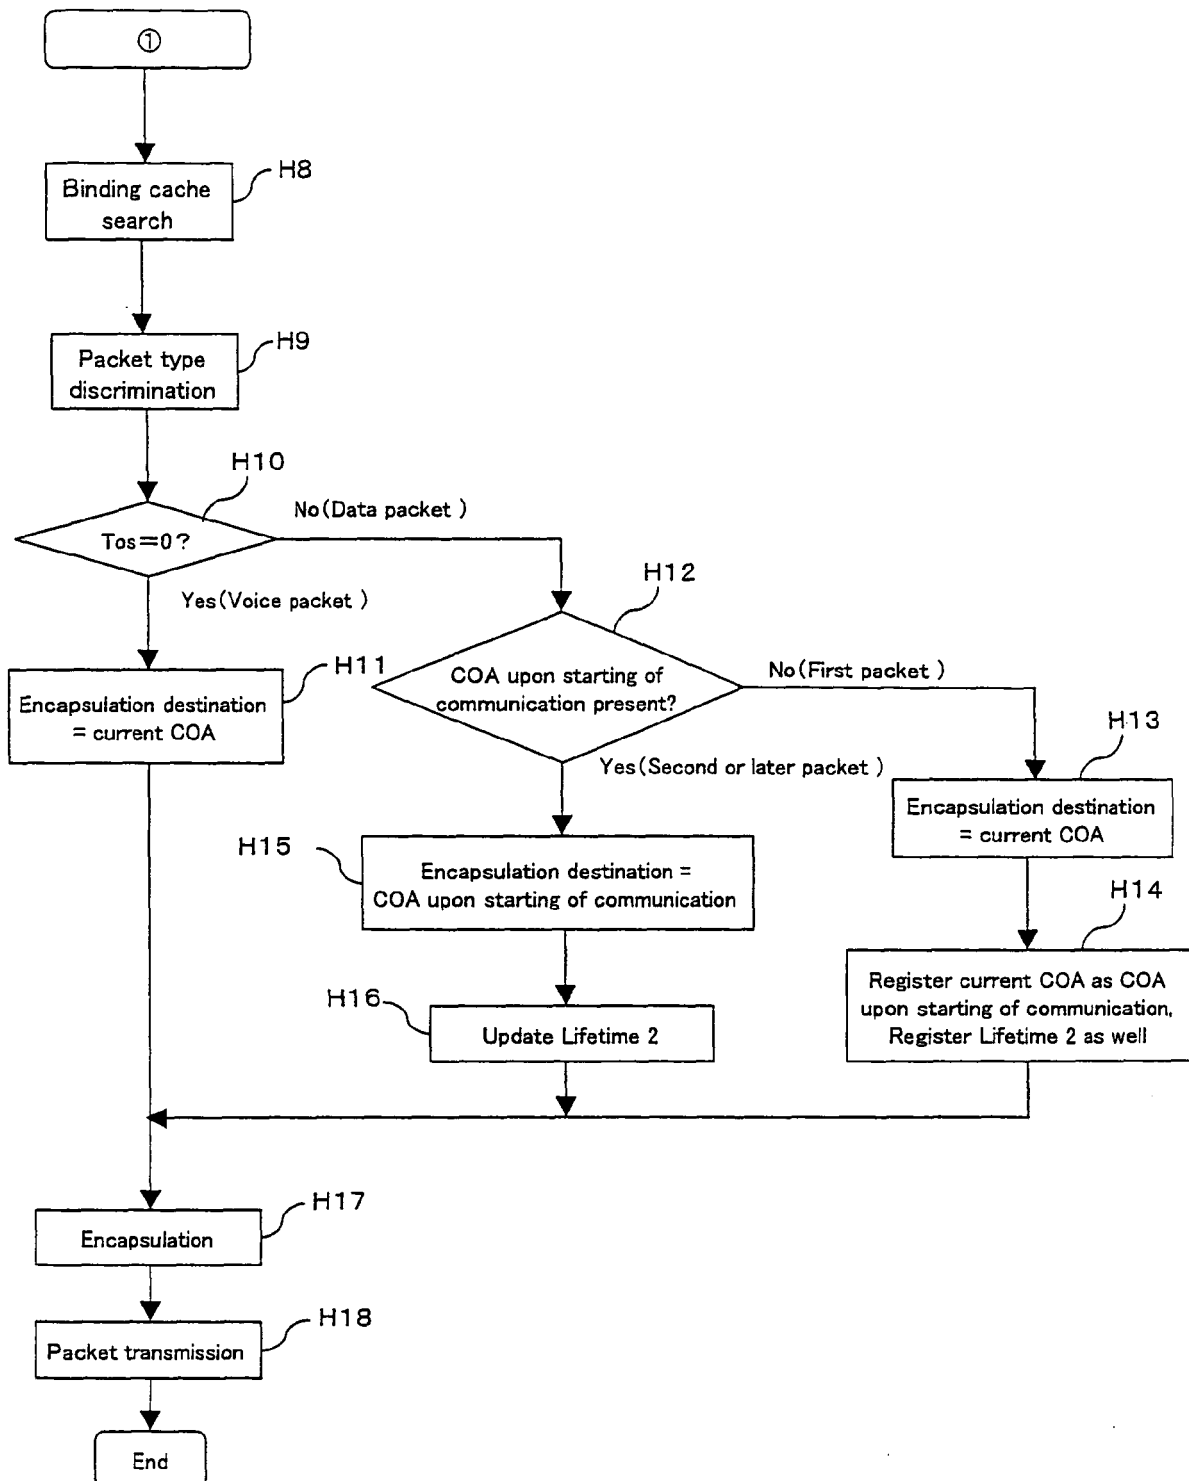 ①
H8
Binding cache
search
H9
Packet type
discrimination
H10
No(Data packet )
Tos=0?
H12
Yes(Voice packet )
H11
COA upon starting of
communication present?
No(First packet )
Encapsulation destination
= current COA
H13
Yes(Second or later packet )
Encapsulation destination
= current COA
H15
Encapsulation destination =
COA upon starting of communication
H14
Register current COA as COA
upon starting of communication,
Register Lifetime 2 as well
H16
Update Lifetime 2
H17
Encapsulation
H18
Packet transmission
End